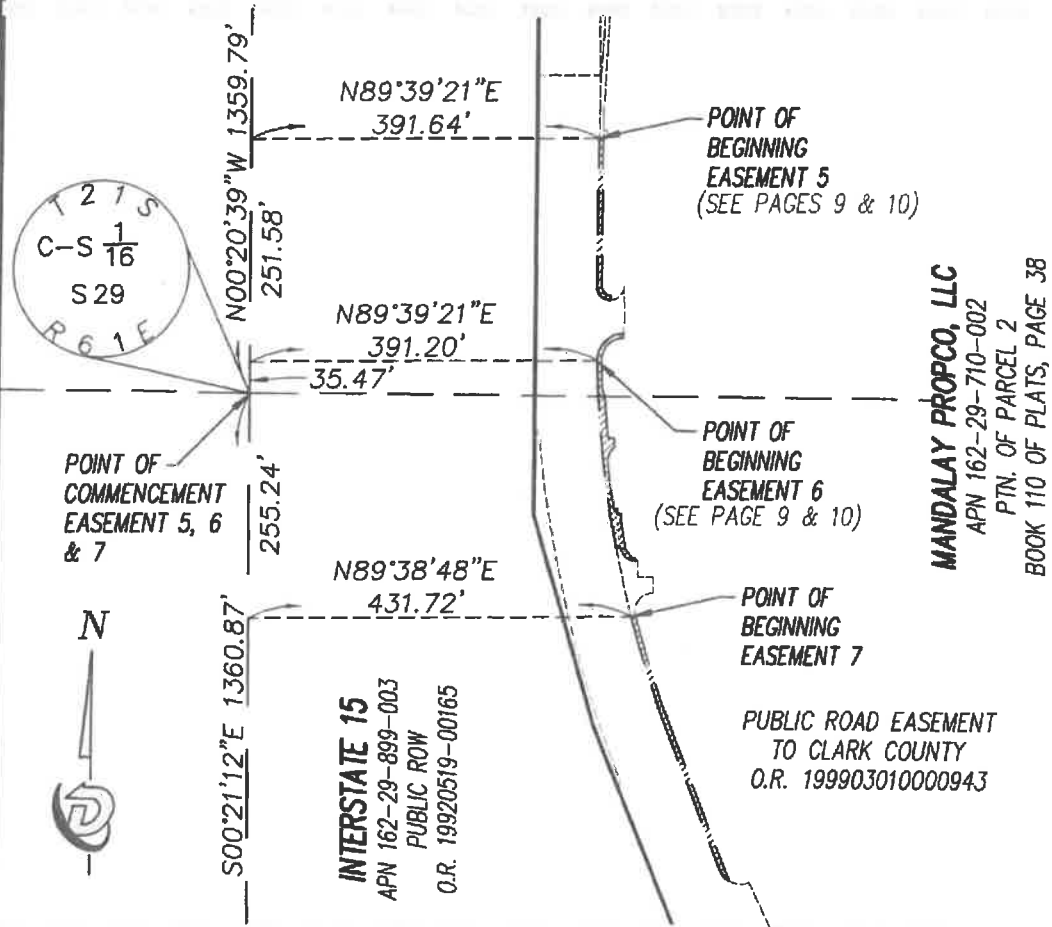 N00°20'39"W 1359.79'
251.58'
N89°39'21"E
391.64'
POINT OF
BEGINNING
EASEMENT 5
(SEE PAGES 9 & 10)
T 2 1 S
C-S 1/16
S 29
R 6 1 E
N89°39'21"E
391.20'
35.47'
POINT OF
COMMENCEMENT
EASEMENT 5, 6
& 7
255.24'
POINT OF
BEGINNING
EASEMENT 6
(SEE PAGE 9 & 10)
MANDALAY PROPCO, LLC
APN 162-29-710-002
PTN. OF PARCEL 2
BOOK 110 OF PLATS, PAGE 38
N89°38'48"E
431.72'
POINT OF
BEGINNING
EASEMENT 7
N
S00°21'12"E 1360.87'
INTERSTATE 15
APN 162-29-899-003
PUBLIC ROW
O.R. 19920519-00165
PUBLIC ROAD EASEMENT
TO CLARK COUNTY
O.R. 199903010000943
D